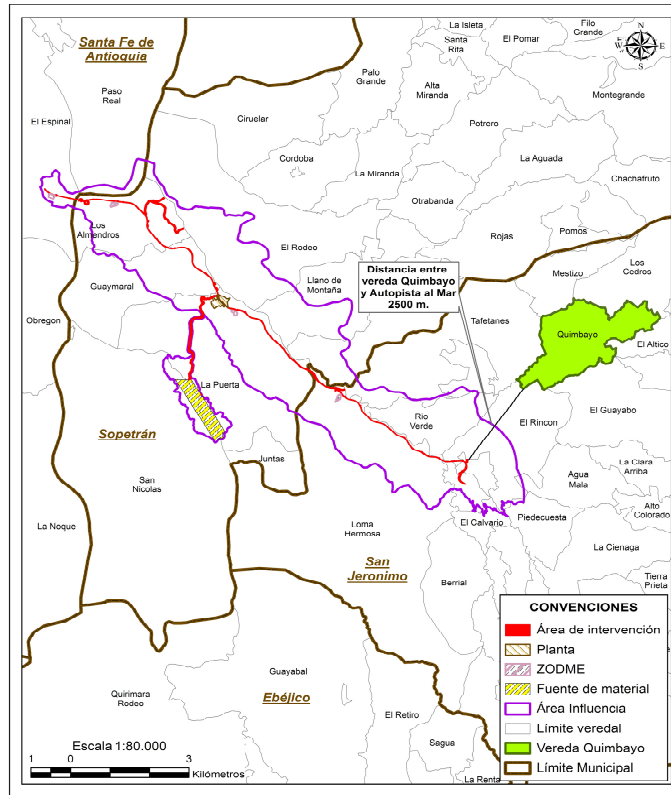 La Isleta
Filo
Grande
N
W
E
S
Santa Fe de
Antioquia
Santa
Rita
El Pomar
Paso
Real
Palo
Grande
Alta
Miranda
Montegrande
El Espinal
Ciruelar
Potrero
Cordoba
La Miranda
La Aguada
Chachafruto
Otrabanda
Los
Almendros
Rojas
Pomos
El Rodeo
Los
Cedros
Distancia entre
vereda Quimbayo
y Autopista al Mar
2500 m.
Mestizo
Guaymaral
Llano de
Montaña
Obregon
Tafetanes
Quimbayo
El Altico
La Puerta
Rio
Verde
El Rincon
El Guayabo
Sopetrán
Juntas
La Clara
Arriba
San
Nicolas
Agua
Mala
Alto
Colorado
La Noque
Loma
Hermosa
El Calvario
Piedecuesta
La Cienaga
San
Jeronimo
Berrial
Tierra
Prieta
CONVENCIONES
Área de intervención
Planta
ZODME
Fuente de material
Área Influencia
Límite veredal
Vereda Quimbayo
Límite Municipal
Guayabal
Quirimara
Rodeo
Ebéjico
El Retiro
Sagua
La Renta
Escala 1:80.000
1 0 3
Kilómetros